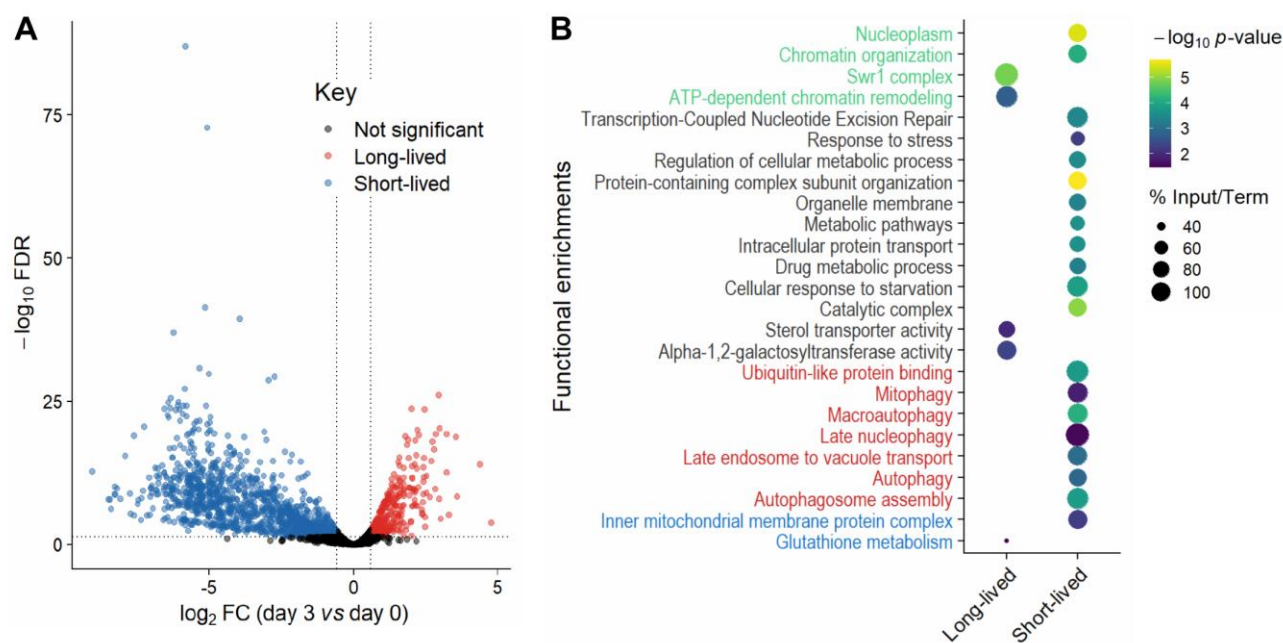 A
−log10 FDR
75
50
25
0
-5
0
5
log2 FC (day 3 vs day 0)
Key
Not significant
Long-lived
Short-lived
B
Functional enrichments
Nucleoplasm
Chromatin organization
Swr1 complex
ATP-dependent chromatin remodeling
Transcription-Coupled Nucleotide Excision Repair
Response to stress
Regulation of cellular metabolic process
Protein-containing complex subunit organization
Organelle membrane
Metabolic pathways
Intracellular protein transport
Drug metabolic process
Cellular response to starvation
Catalytic complex
Sterol transporter activity
Alpha-1,2-galactosyltransferase activity
Ubiquitin-like protein binding
Mitophagy
Macroautophagy
Late nucleophagy
Late endosome to vacuole transport
Autophagy
Autophagosome assembly
Inner mitochondrial membrane protein complex
Glutathione metabolism
Long-lived
Short-lived
−log10 p-value
5
4
3
2
% Input/Term
40
60
80
100